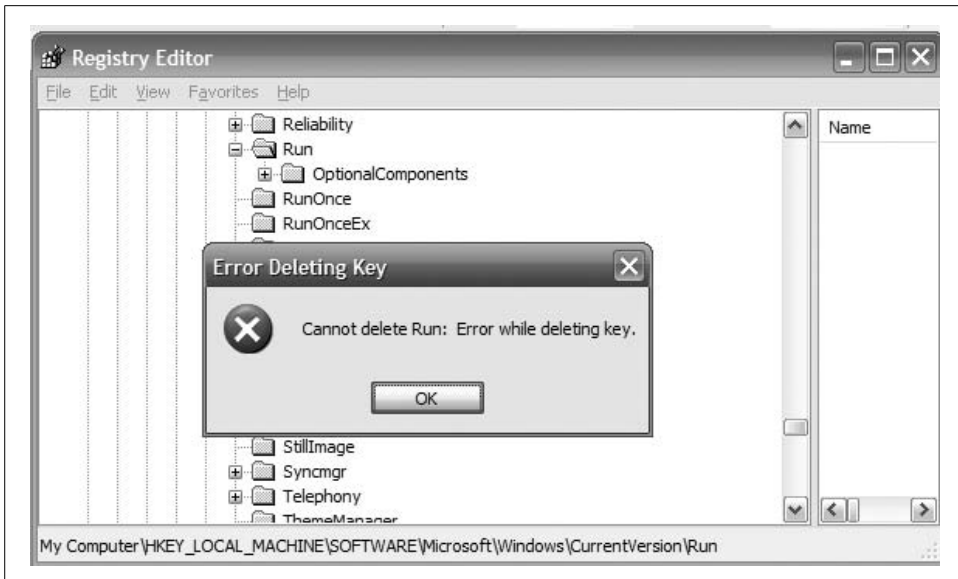 Registry Editor
File Edit View Favorites Help
Reliability
Run
OptionalComponents
RunOnce
RunOnceEx
Name
Error Deleting Key
Cannot delete Run: Error while deleting key.
OK
StillImage
Syncmgr
Telephony
ThemeManager
My Computer\HKEY_LOCAL_MACHINE\SOFTWARE\Microsoft\Windows\CurrentVersion\Run